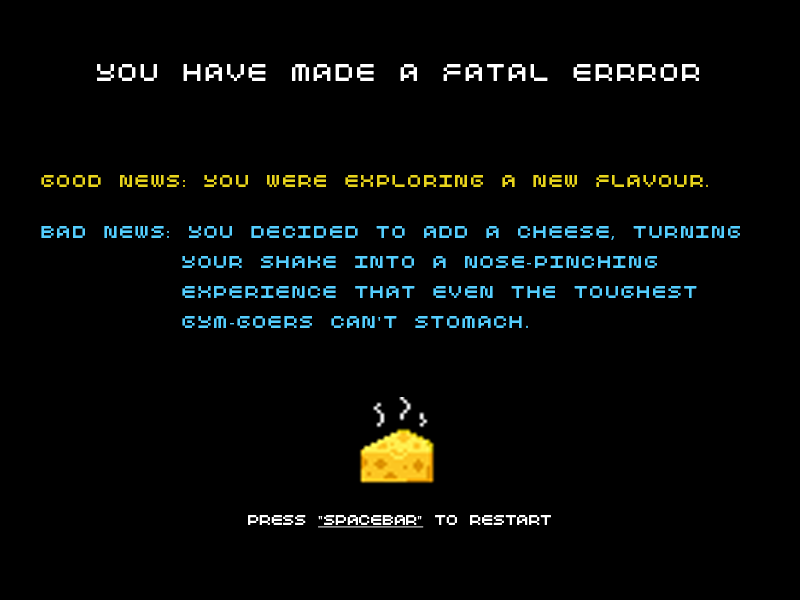 YOU HAVE MADE A FATAL ERRROR
GOOD NEWS: YOU WERE EXPLORING A NEW FLAVOUR.
BAD NEWS: YOU DECIDED TO ADD A CHEESE, TURNING
YOUR SHAKE INTO A NOSE-PINCHING
EXPERIENCE THAT EVEN THE TOUGHEST
GYM-GOERS CAN'T STOMACH.
PRESS "SPACEBAR" TO RESTART